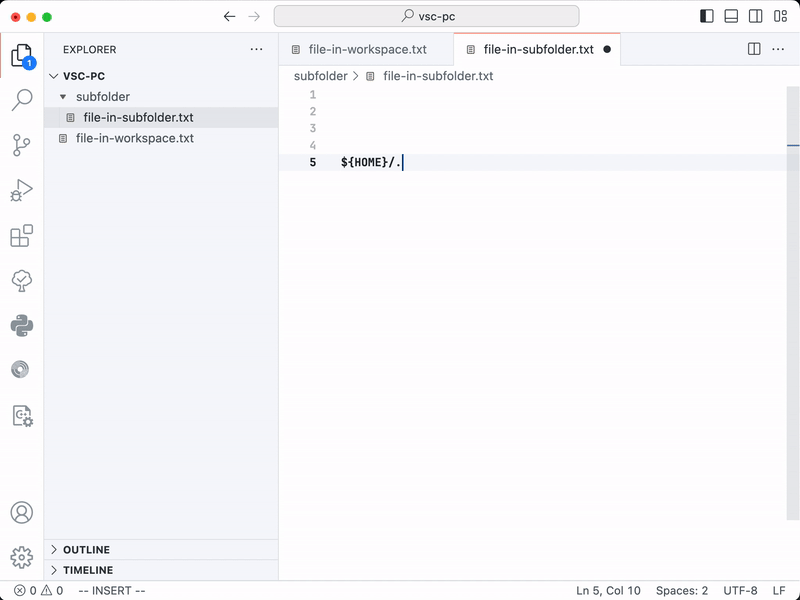 vsc-pc
1
EXPLORER
VSC-PC
subfolder
file-in-subfolder.txt
file-in-workspace.txt
OUTLINE
TIMELINE
file-in-workspace.txt
file-in-subfolder.txt
subfolder > file-in-subfolder.txt
1
2
3
4
5 ${HOME}/.
0 0 -- INSERT --
Ln 5, Col 10 Spaces: 2 UTF-8 LF